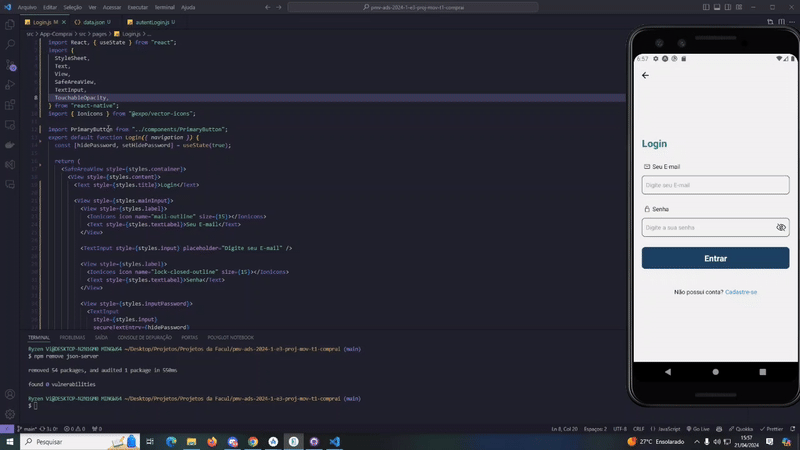 Arquivo Editar Seleção Ver Acessar Executar Terminal Ajuda
pmv-ads-2024-1-e3-proj-mov-t1-comprai
Login.js M
data.json U
autentLogin.js U
src > App-Comprai > src > pages > Login.js > ...
import React, { useState } from "react";
import {
StyleSheet,
Text,
View,
SafeAreaView,
TextInput,
TouchableOpacity,
} from "react-native";
import { Ionicons } from "@expo/vector-icons";
import PrimaryButton from "../components/PrimaryButton";
export default function Login({ navigation }) {
const [hidePassword, setHidePassword] = useState(true);
return (
<SafeAreaView style={styles.container}>
<View style={styles.content}>
<Text style={styles.title}>Login</Text>
<View style={styles.mainInput}>
<View style={styles.label}>
<Ionicons icon name="mail-outline" size={15}></Ionicons>
<Text style={styles.textLabel}>Seu E-mail</Text>
</View>
<TextInput style={styles.input} placeholder="Digite seu E-mail" />
<View style={styles.label}>
<Ionicons icon name="lock-closed-outline" size={15}></Ionicons>
<Text style={styles.textLabel}>Senha</Text>
</View>
<View style={styles.inputPassword}>
<TextInput
style={styles.input}
secureTextEntry={hidePassword}
TERMINAL PROBLEMAS SAÍDA CONSOLE DE DEPURAÇÃO PORTAS POLYGLOT NOTEBOOK
Ryzen V1@DESKTOP-N2N16M0 MINGW64 ~/Desktop/Projetos/Projetos da Facul/pmv-ads-2024-1-e3-proj-mov-t1-comprai (main)
$ npm remove json-server
removed 54 packages, and audited 1 package in 550ms
found 0 vulnerabilities
Ryzen V1@DESKTOP-N2N16M0 MINGW64 ~/Desktop/Projetos/Projetos da Facul/pmv-ads-2024-1-e3-proj-mov-t1-comprai (main)
$
6:57
Login
Seu E-mail
Digite seu E-mail
Senha
Digite a sua senha
Entrar
Não possui conta? Cadastre-se
main*
Ln 8, Col 20 Espaços: 2 UTF-8 CRLF JavaScript Go Live Quokka Prettier
Pesquisar
27°C Ensolarado
15:57
21/04/2024